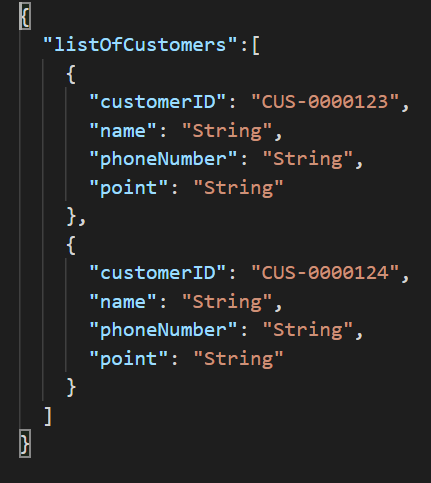 {
  "listOfCustomers":[
    {
      "customerID": "CUS-0000123",
      "name": "String",
      "phoneNumber": "String",
      "point": "String"
    },
    {
      "customerID": "CUS-0000124",
      "name": "String",
      "phoneNumber": "String",
      "point": "String"
    }
  ]
}